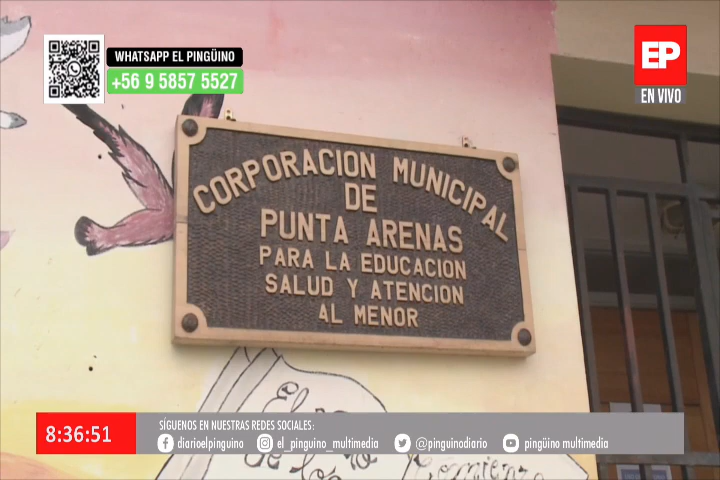 WHATSAPP EL PINGÜINO
+56 9 5857 5527
EP
EN VIVO
CORPORACION MUNICIPAL
DE
PUNTA ARENAS
PARA LA EDUCACION
SALUD Y ATENCION
AL MENOR
8:36:51
SÍGUENOS EN NUESTRAS REDES SOCIALES:
diarioelpinguino el_pinguino_multimedia @pinguinodiario pingüino multimedia